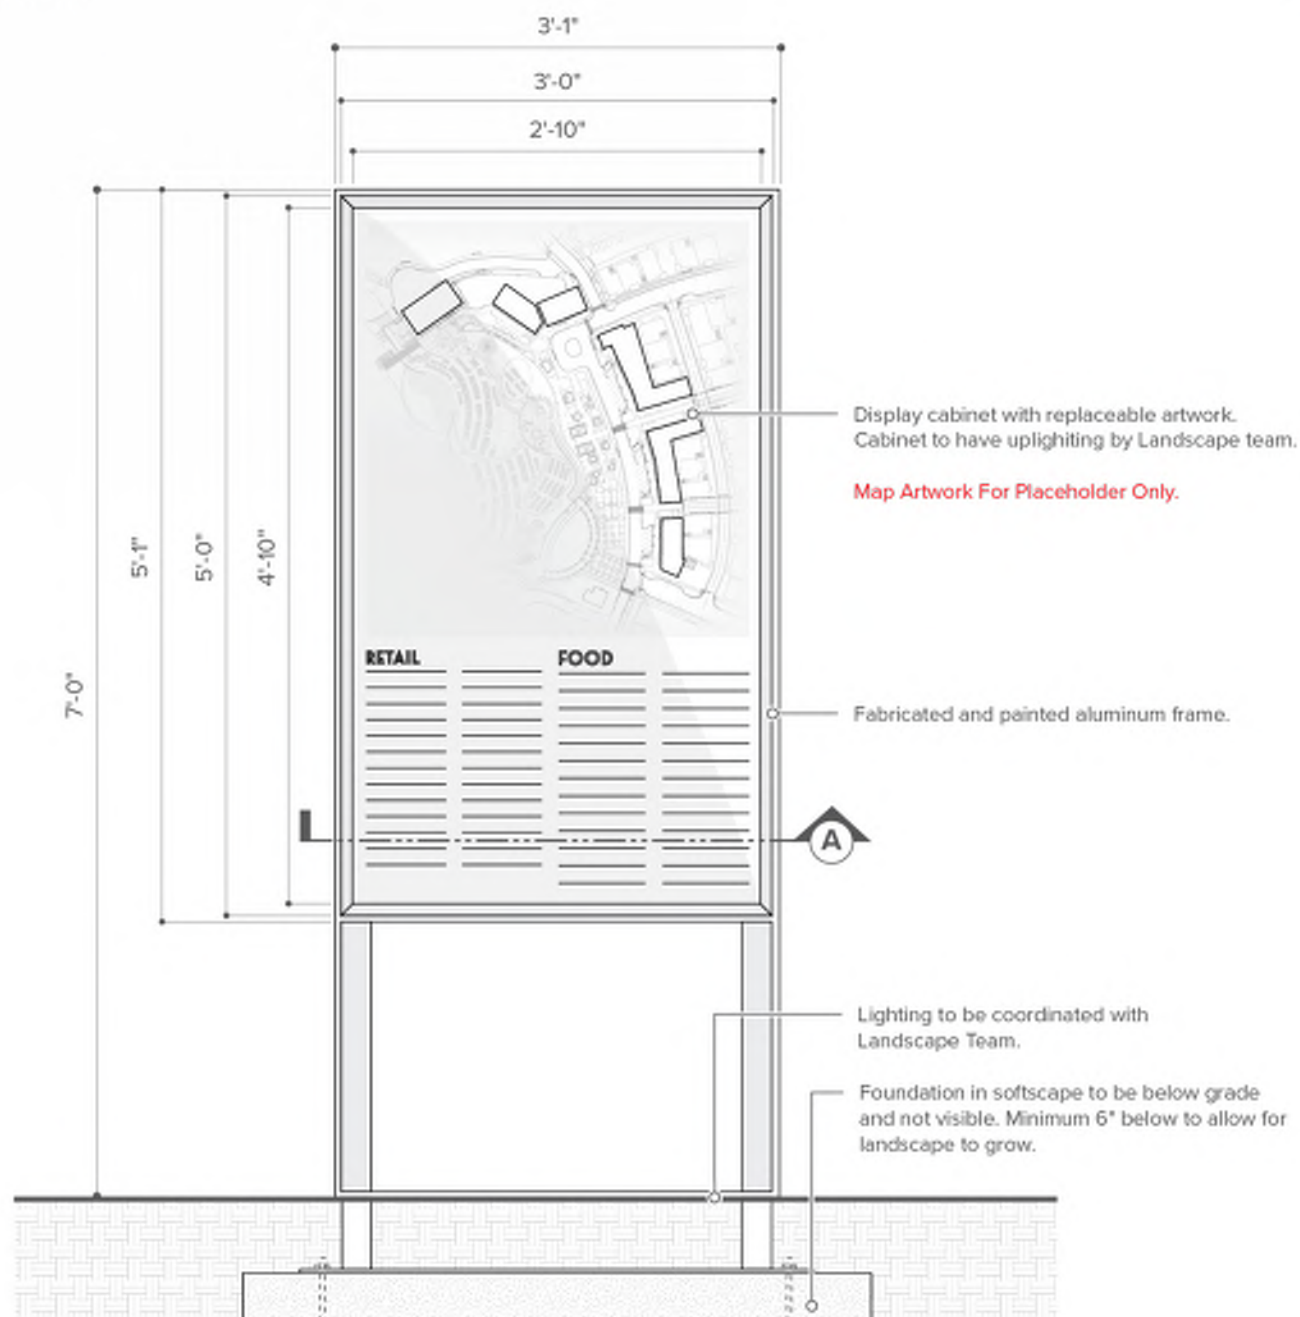 3'-1"
3'-0"
2'-10"
7'-0"
5'-1"
5'-0"
4'-10"
Display cabinet with replaceable artwork.
Cabinet to have uplighiting by Landscape team.
Map Artwork For Placeholder Only.
RETAIL
FOOD
Fabricated and painted aluminum frame.
A
Lighting to be coordinated with
Landscape Team.
Foundation in softscape to be below grade
and not visible. Minimum 6" below to allow for
landscape to grow.